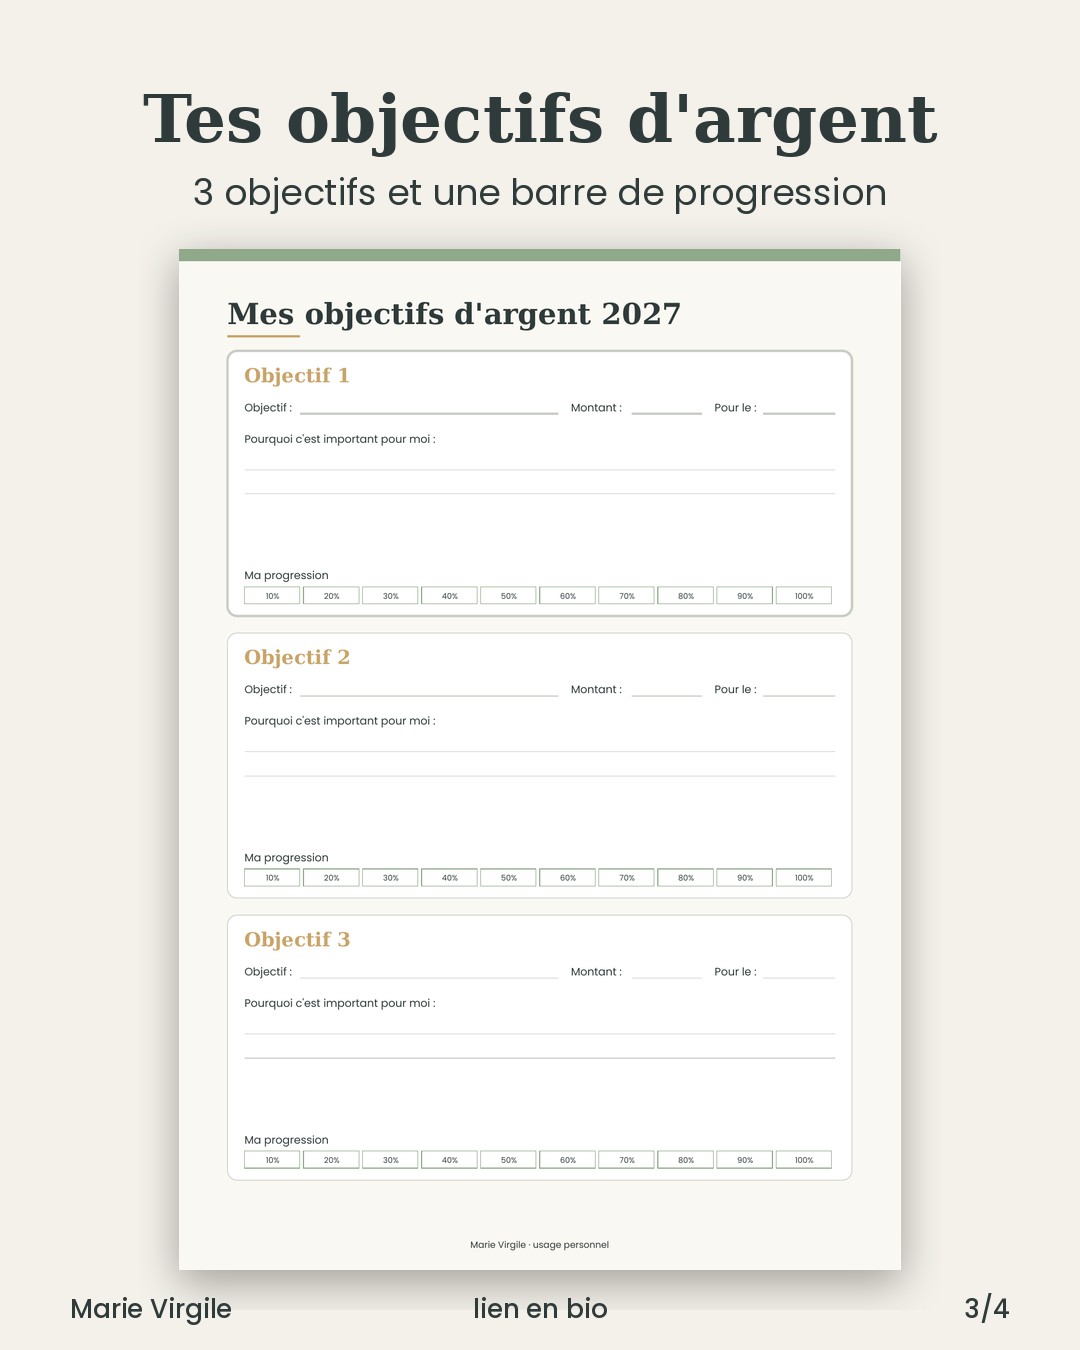 Tes objectifs d'argent
3 objectifs et une barre de progression
Mes objectifs d'argent 2027
Objectif 1
Objectif : Montant : Pour le :
Pourquoi c'est important pour moi :
Ma progression
10% 20% 30% 40% 50% 60% 70% 80% 90% 100%
Objectif 2
Objectif : Montant : Pour le :
Pourquoi c'est important pour moi :
Ma progression
10% 20% 30% 40% 50% 60% 70% 80% 90% 100%
Objectif 3
Objectif : Montant : Pour le :
Pourquoi c'est important pour moi :
Ma progression
10% 20% 30% 40% 50% 60% 70% 80% 90% 100%
Marie Virgile · usage personnel
Marie Virgile lien en bio 3/4